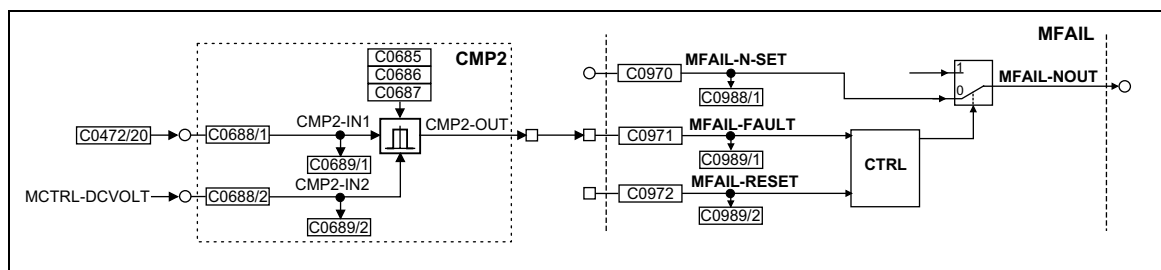 C0685
C0686
C0687
CMP2
C0472/20
C0688/1
CMP2-IN1
C0689/1
CMP2-OUT
MCTRL-DCVOLT
C0688/2
CMP2-IN2
C0689/2
MFAIL
C0970
MFAIL-N-SET
C0988/1
1
0
MFAIL-NOUT
C0971
MFAIL-FAULT
C0989/1
CTRL
C0972
MFAIL-RESET
C0989/2